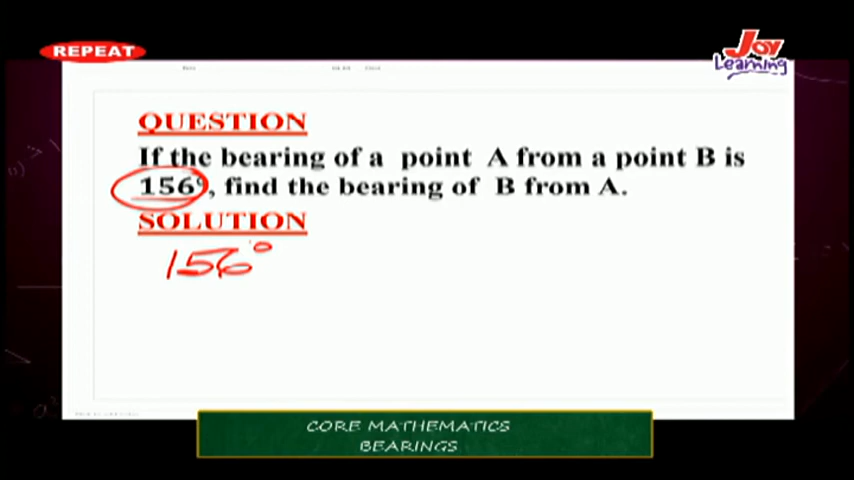 REPEAT
Joy
Learning
QUESTION
If the bearing of a point A from a point B is
156°, find the bearing of B from A.
SOLUTION
156°
CORE MATHEMATICS
BEARINGS